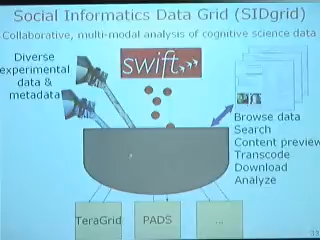 Social Informatics Data Grid (SIDgrid)
Collaborative, multi-modal analysis of cognitive science data
Diverse
experimental
data &
metadata
swift
Browse data
Search
Content preview
Transcode
Download
Analyze
TeraGrid
PADS
...
33